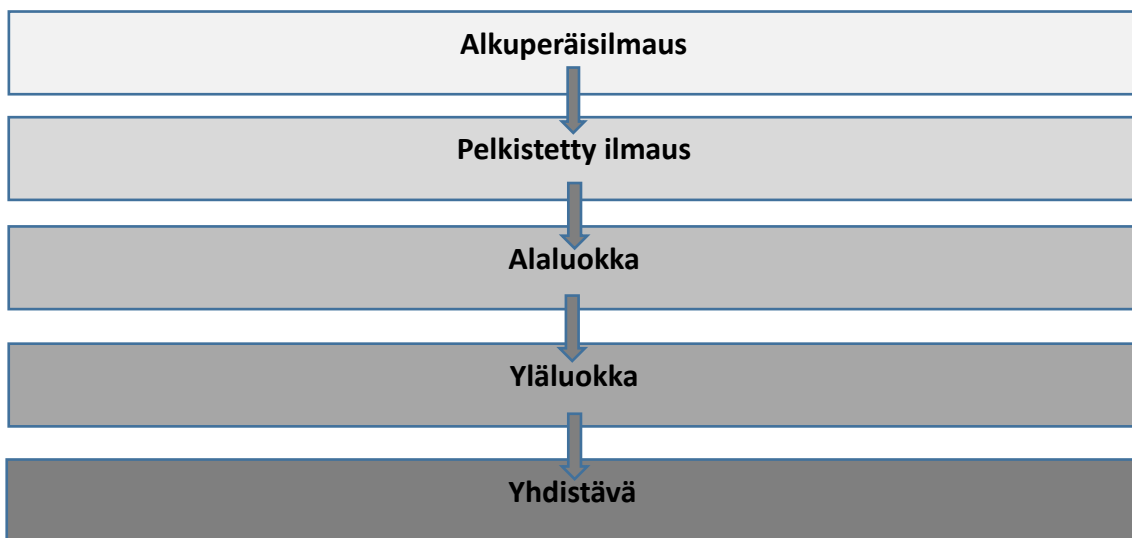 Alkuperäisilmaus
Pelkistetty ilmaus
Alaluokka
Yläluokka
Yhdistävä